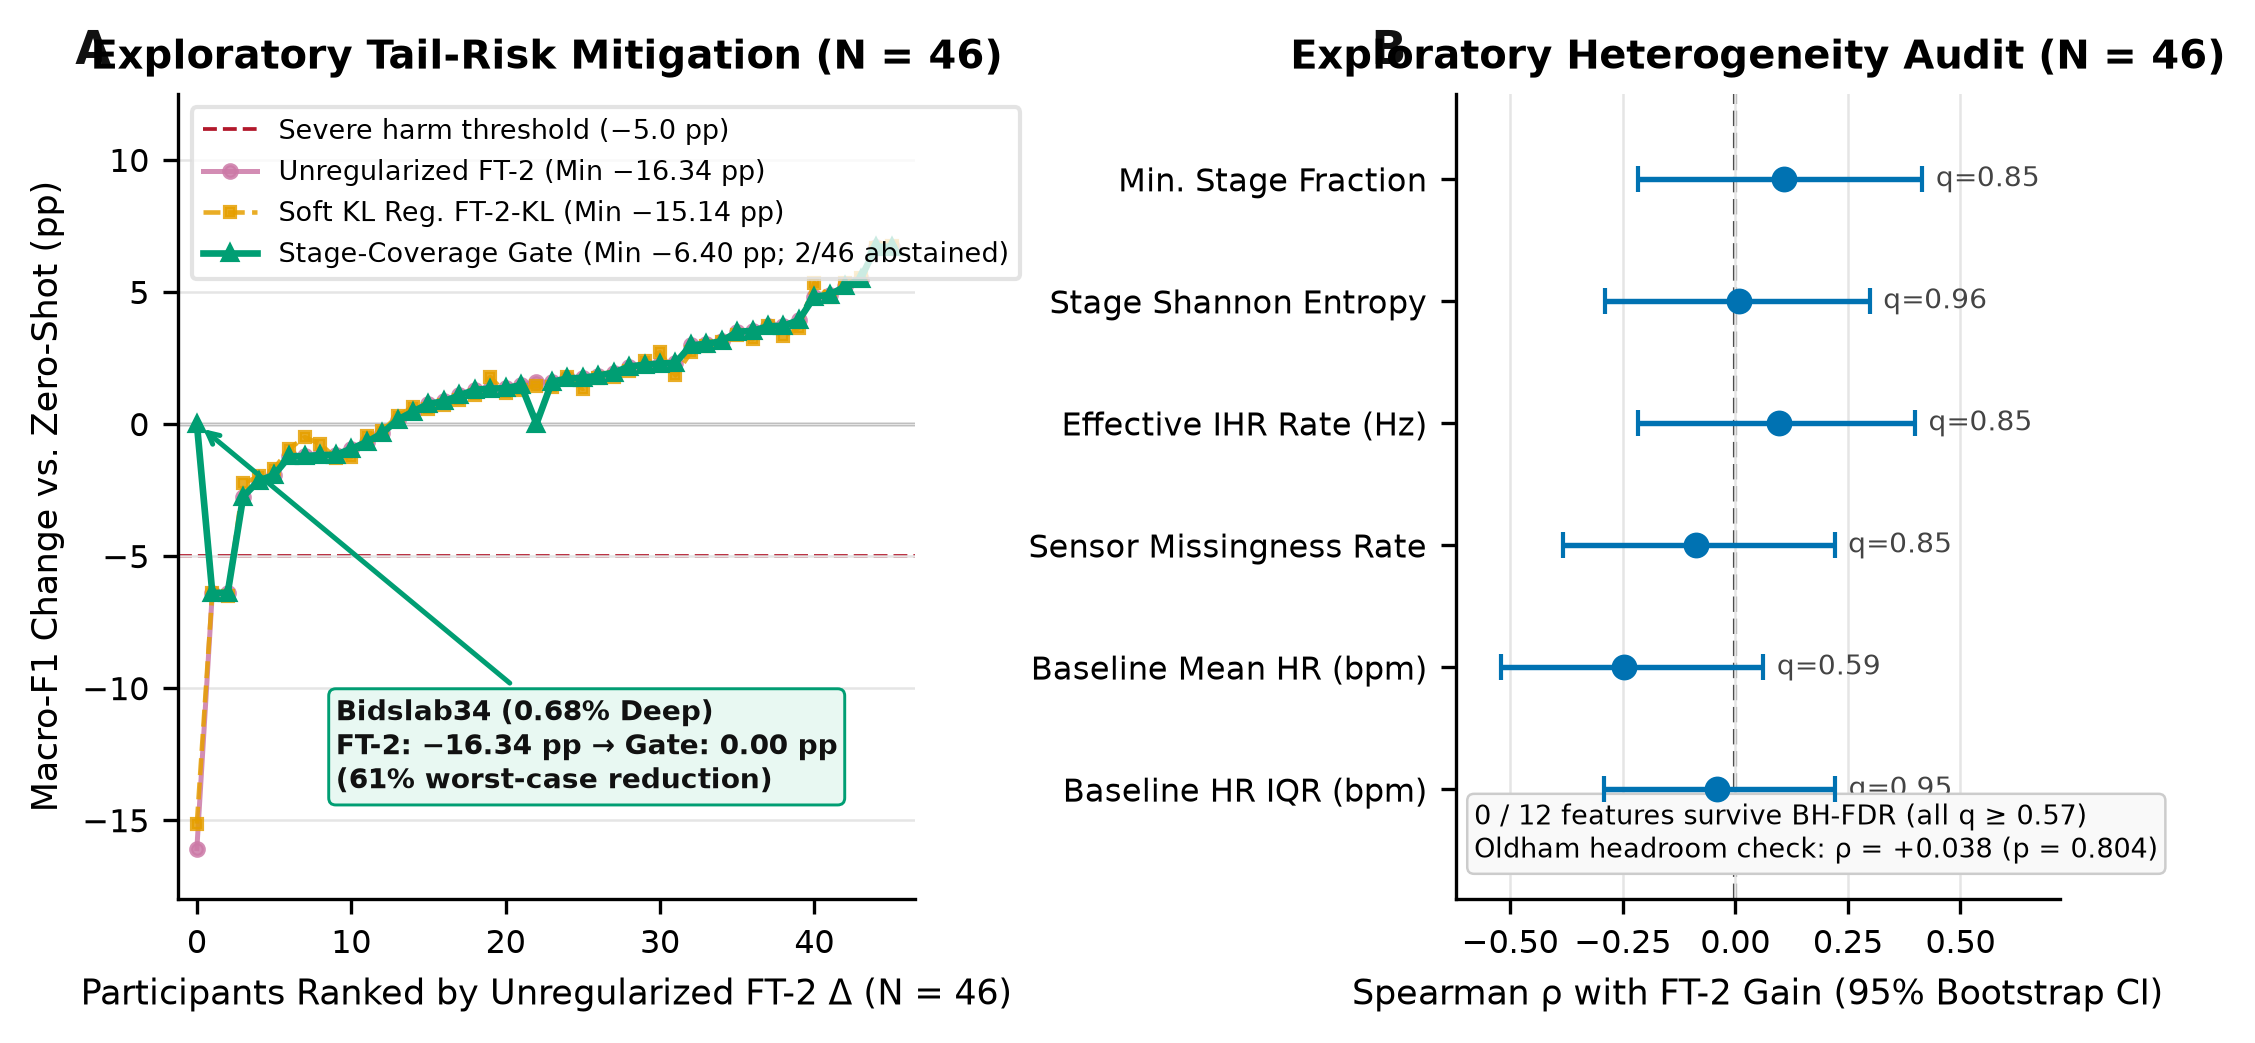 A
Exploratory Tail-Risk Mitigation (N = 46)
Severe harm threshold (−5.0 pp)
Unregularized FT-2 (Min −16.34 pp)
Soft KL Reg. FT-2-KL (Min −15.14 pp)
Stage-Coverage Gate (Min −6.40 pp; 2/46 abstained)
Macro-F1 Change vs. Zero-Shot (pp)
10
5
0
−5
−10
−15
Bidslab34 (0.68% Deep)
FT-2: −16.34 pp → Gate: 0.00 pp
(61% worst-case reduction)
0 10 20 30 40
Participants Ranked by Unregularized FT-2 Δ (N = 46)
B
Exploratory Heterogeneity Audit (N = 46)
Min. Stage Fraction q=0.85
Stage Shannon Entropy q=0.96
Effective IHR Rate (Hz) q=0.85
Sensor Missingness Rate q=0.85
Baseline Mean HR (bpm) q=0.59
Baseline HR IQR (bpm) q=0.95
0 / 12 features survive BH-FDR (all q ≥ 0.57)
Oldham headroom check: ρ = +0.038 (p = 0.804)
−0.50 −0.25 0.00 0.25 0.50
Spearman ρ with FT-2 Gain (95% Bootstrap CI)